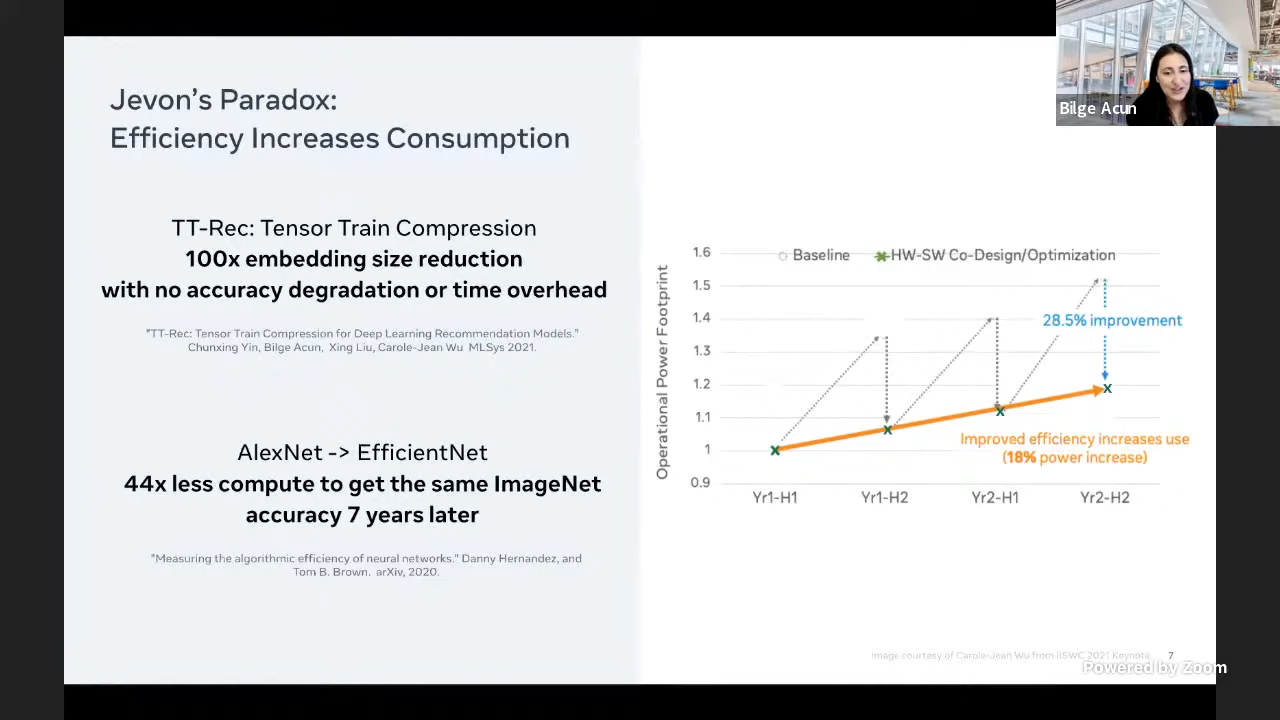 Jevon's Paradox:
Efficiency Increases Consumption
TT-Rec: Tensor Train Compression
100x embedding size reduction
with no accuracy degradation or time overhead
"TT-Rec: Tensor Train Compression for Deep Learning Recommendation Models."
Chunxing Yin, Bilge Acun, Xing Liu, Carole-Jean Wu MLSys 2021.
AlexNet -> EfficientNet
44x less compute to get the same ImageNet
accuracy 7 years later
"Measuring the algorithmic efficiency of neural networks." Danny Hernandez, and
Tom B. Brown. arXiv, 2020.
Bilge Acun
Operational Power Footprint
Baseline
HW-SW Co-Design/Optimization
1.6
1.5
1.4
1.3
1.2
1.1
1
0.9
28.5% improvement
Improved efficiency increases use
(18% power increase)
Yr1-H1
Yr1-H2
Yr2-H1
Yr2-H2
Image courtesy of Carole-Jean Wu from IISWC 2021 Keynote
7
Powered by Zoom